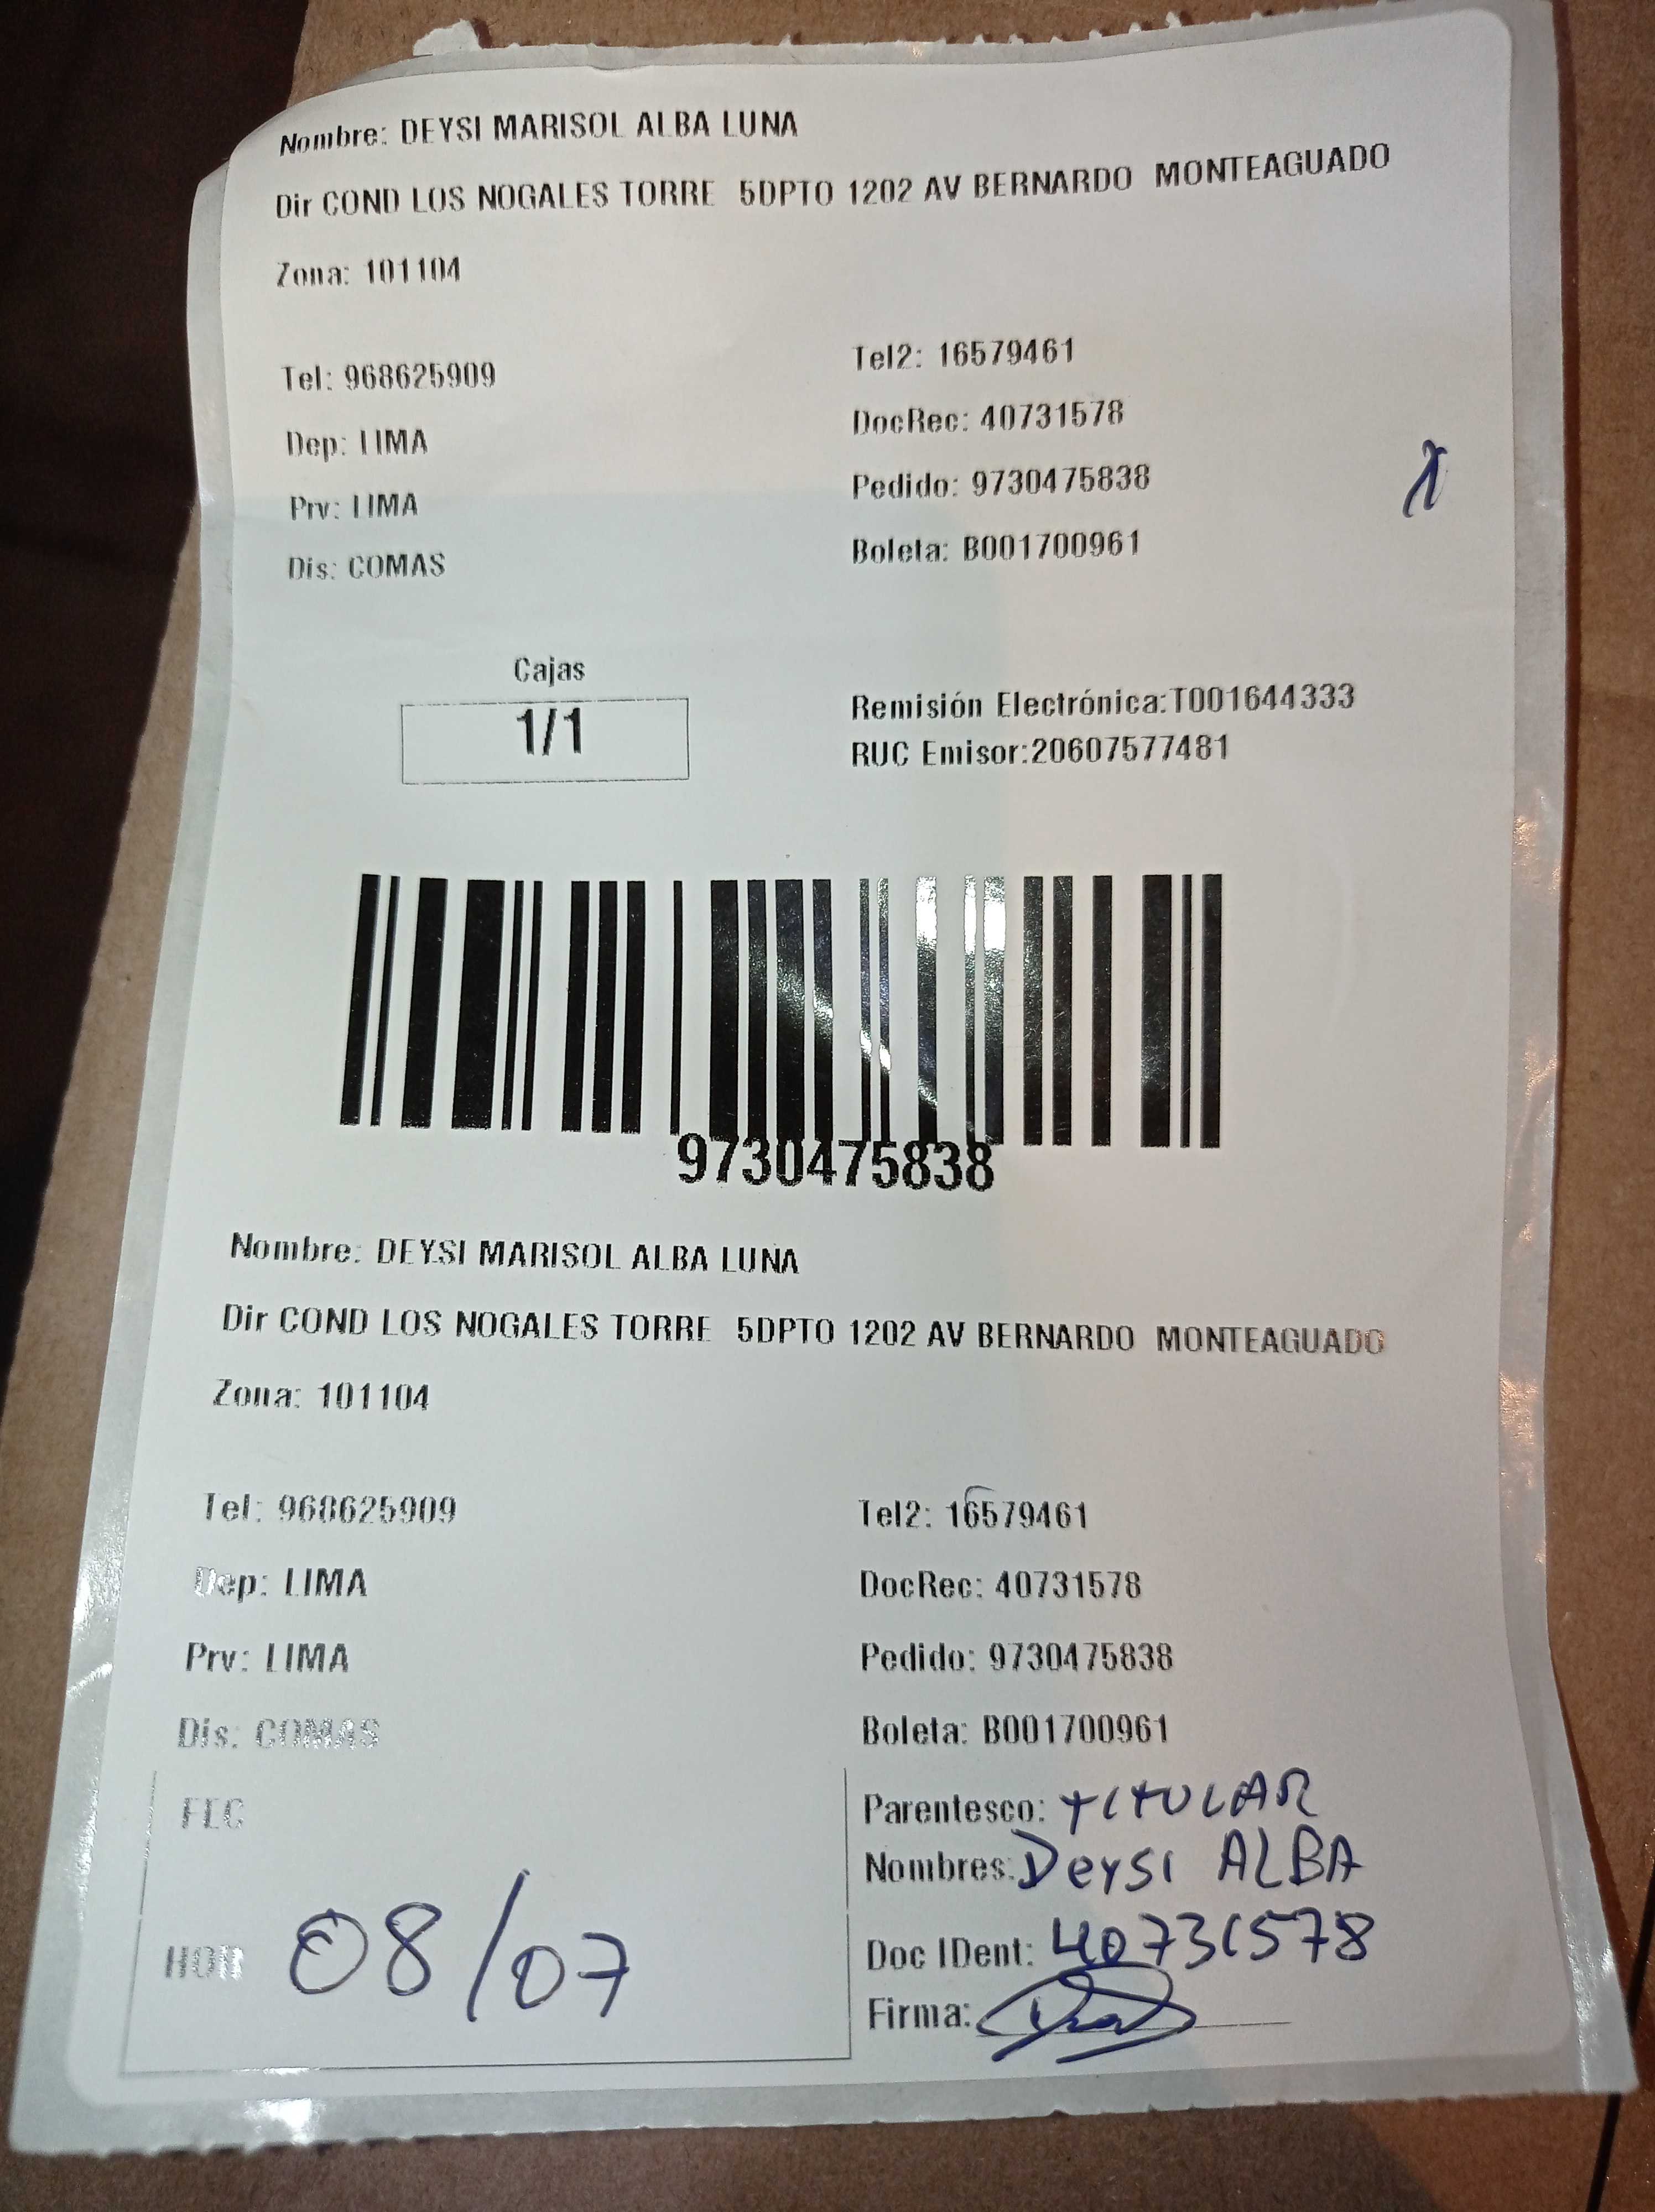 Nombre: DEYSI MARISOL ALBA LUNA
Dir COND LOS NOGALES TORRE 5DPTO 1202 AV BERNARDO MONTEAGUADO
Zona: 101104
Tel: 968625909
Tel2: 16579461
Dep: LIMA
DocRec: 40731578
Prv: LIMA
Pedido: 9730475838
Dis: COMAS
Boleta: B001700961
Cajas
1/1
Remisión Electrónica:T001644333
RUC Emisor:20607577481
9730475838
Nombre: DEYSI MARISOL ALBA LUNA
Dir COND LOS NOGALES TORRE 5DPTO 1202 AV BERNARDO MONTEAGUADO
Zona: 101104
Tel: 968625909
Tel2: 16579461
Dep: LIMA
DocRec: 40731578
Prv: LIMA
Pedido: 9730475838
Dis: COMAS
Boleta: B001700961
FEC
HOR 08/07
Parentesco: TITULAR
Nombres: Deysi ALBA
Doc IDent: 40731578
Firma: